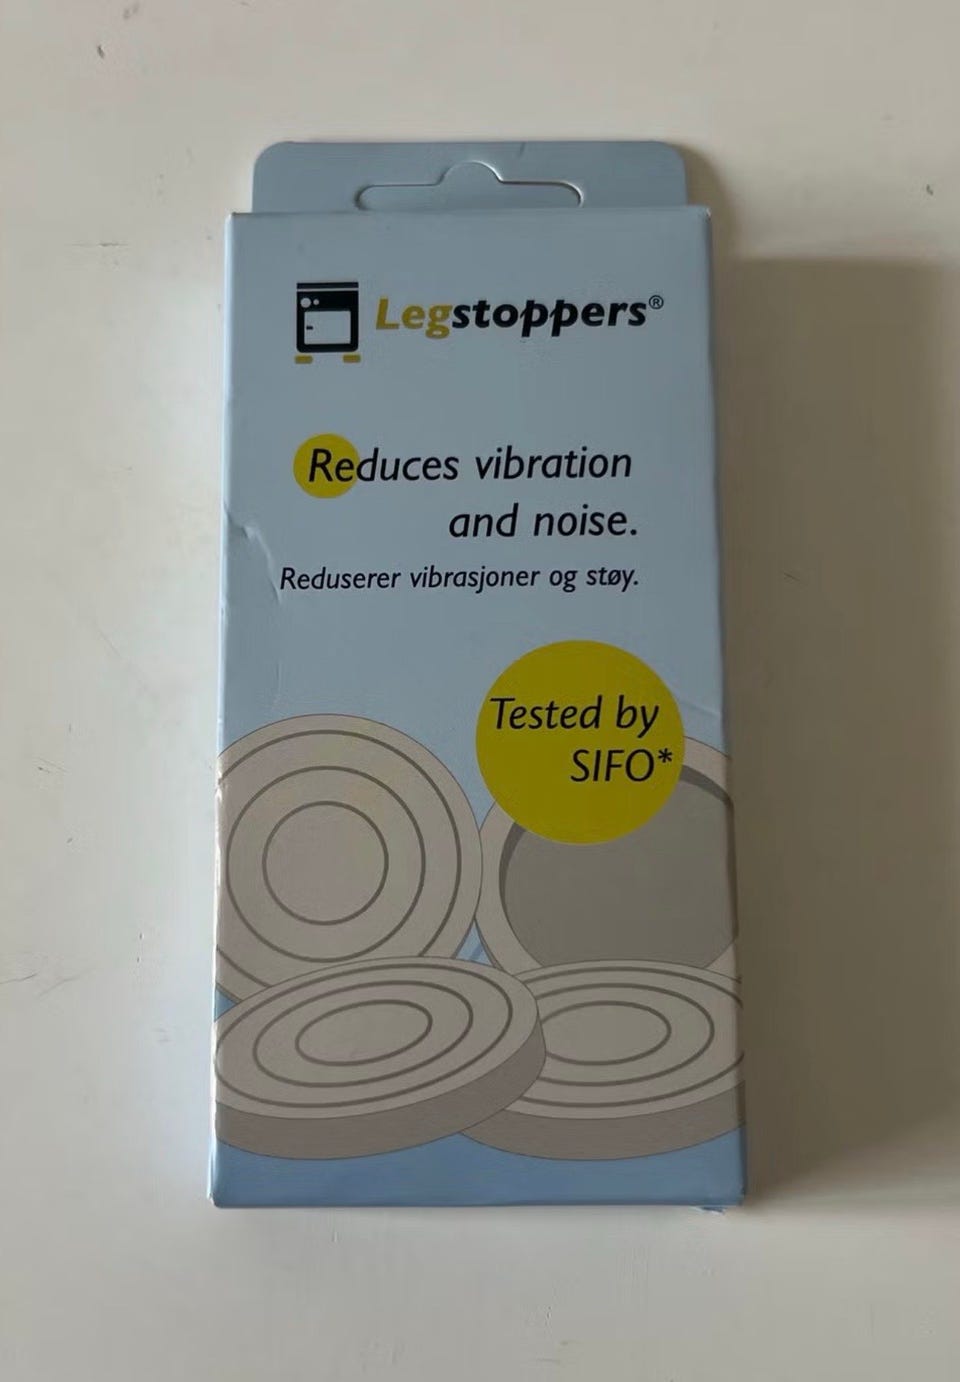 Legstoppers®
Reduces vibration
and noise.
Reduserer vibrasjoner og støy.
Tested by
SIFO*